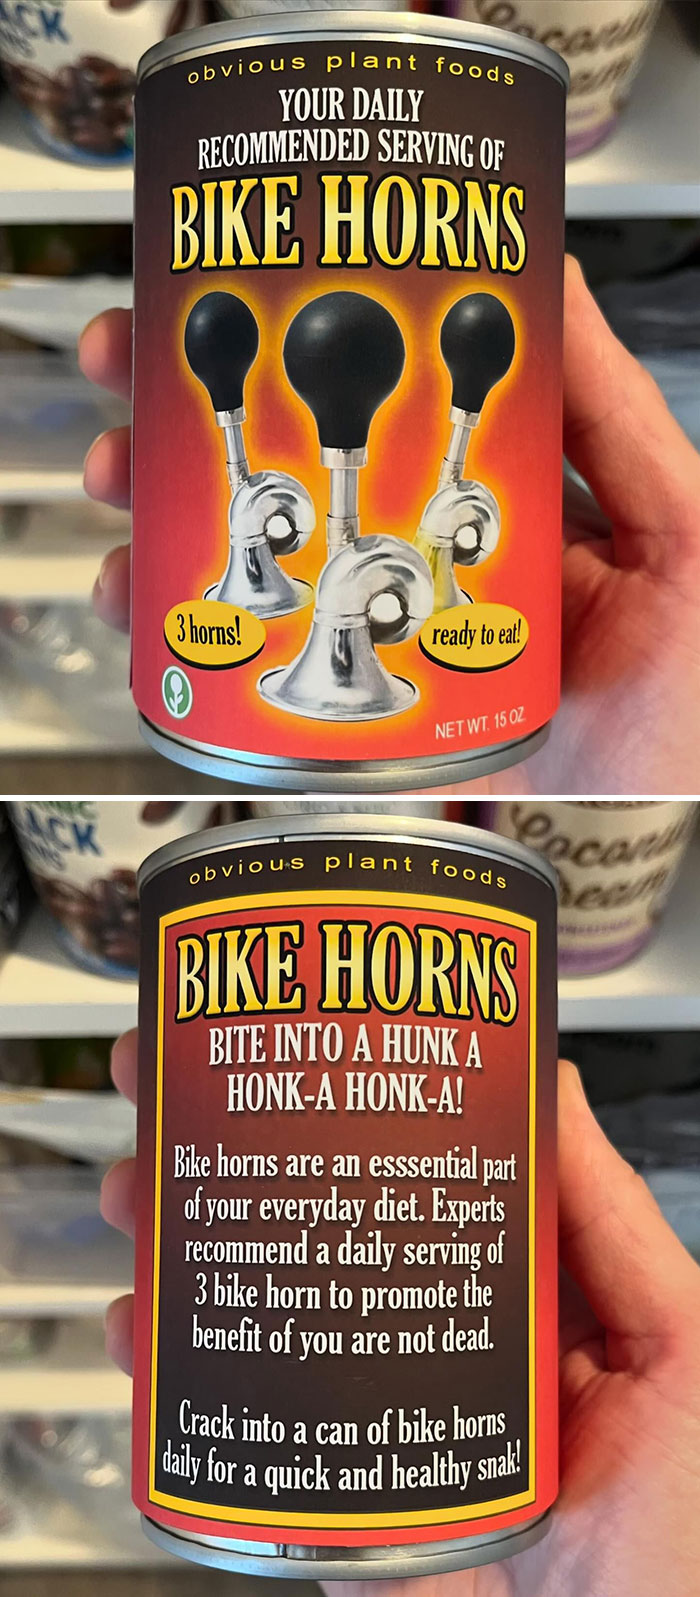 obvious plant foods
YOUR DAILY
RECOMMENDED SERVING OF
BIKE HORNS
3 horns!
ready to eat!
NET WT. 15 OZ
obvious plant foods
BIKE HORNS
BITE INTO A HUNK A
HONK-A HONK-A!
Bike horns are an esssential part
of your everyday diet. Experts
recommend a daily serving of
3 bike horn to promote the
benefit of you are not dead.
Crack into a can of bike horns
daily for a quick and healthy snak!